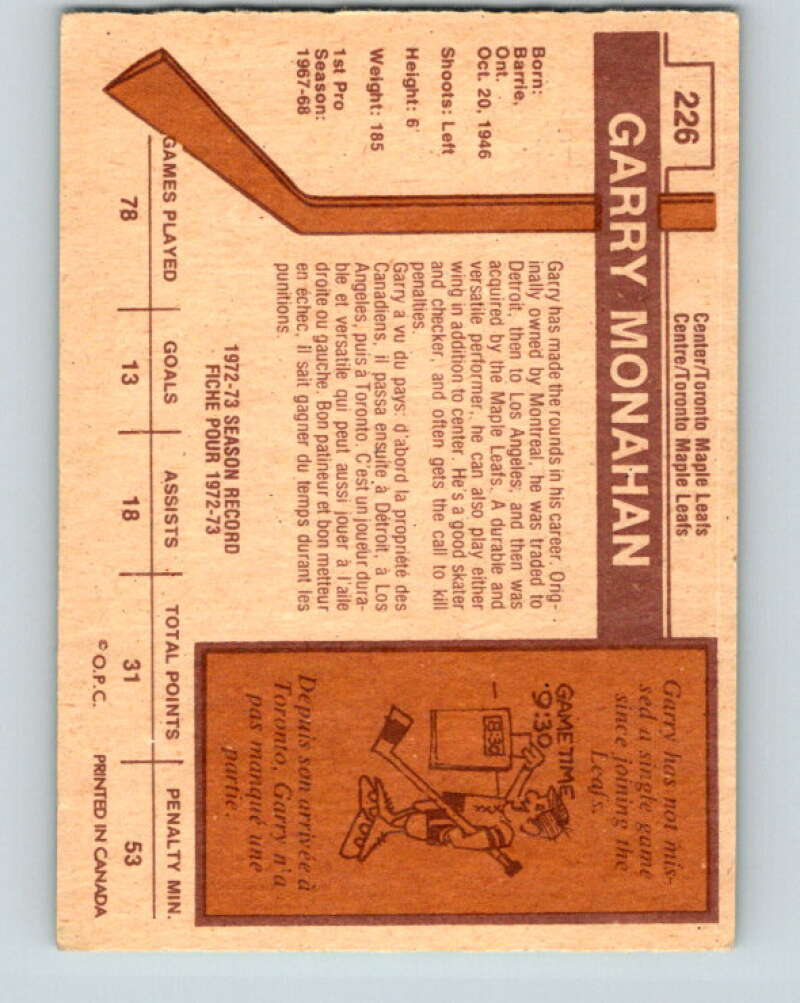 226
Center/Toronto Maple Leafs
Centre/Toronto Maple Leafs
GARRY MONAHAN
Born:
Barrie,
Ont.
Oct. 20, 1946
Shoots: Left
Height: 6'
Weight: 185
1st Pro
Season:
1967-68
Garry has made the rounds in his career. Orig-
inally owned by Montreal, he was traded to
Detroit, then to Los Angeles; and then was
acquired by the Maple Leafs. A durable and
versatile performer, he can also play either
wing in addition to center. He's a good skater
and checker, and often gets the call to kill
penalties.
Garry a vu du pays: d'abord la propriété des
Canadiens, il passa ensuite à Détroit, à Los
Angeles, puis à Toronto. C'est un joueur dura-
ble et versatile qui peut aussi jouer à l'aile
droite ou gauche. Bon patineur et bon metteur
en échec, il sait gagner du temps durant les
punitions.
Garry has not mis-
sed a single game
since joining the
Leafs.
GAMETIME
9:30
8:30
Depuis son arrivée à
Toronto, Garry n'a
pas manqué une
partie.
1972-73 SEASON RECORD
FICHE POUR 1972-73
GAMES PLAYED GOALS ASSISTS TOTAL POINTS PENALTY MIN.
78 13 18 31 53
© O.P.C. PRINTED IN CANADA